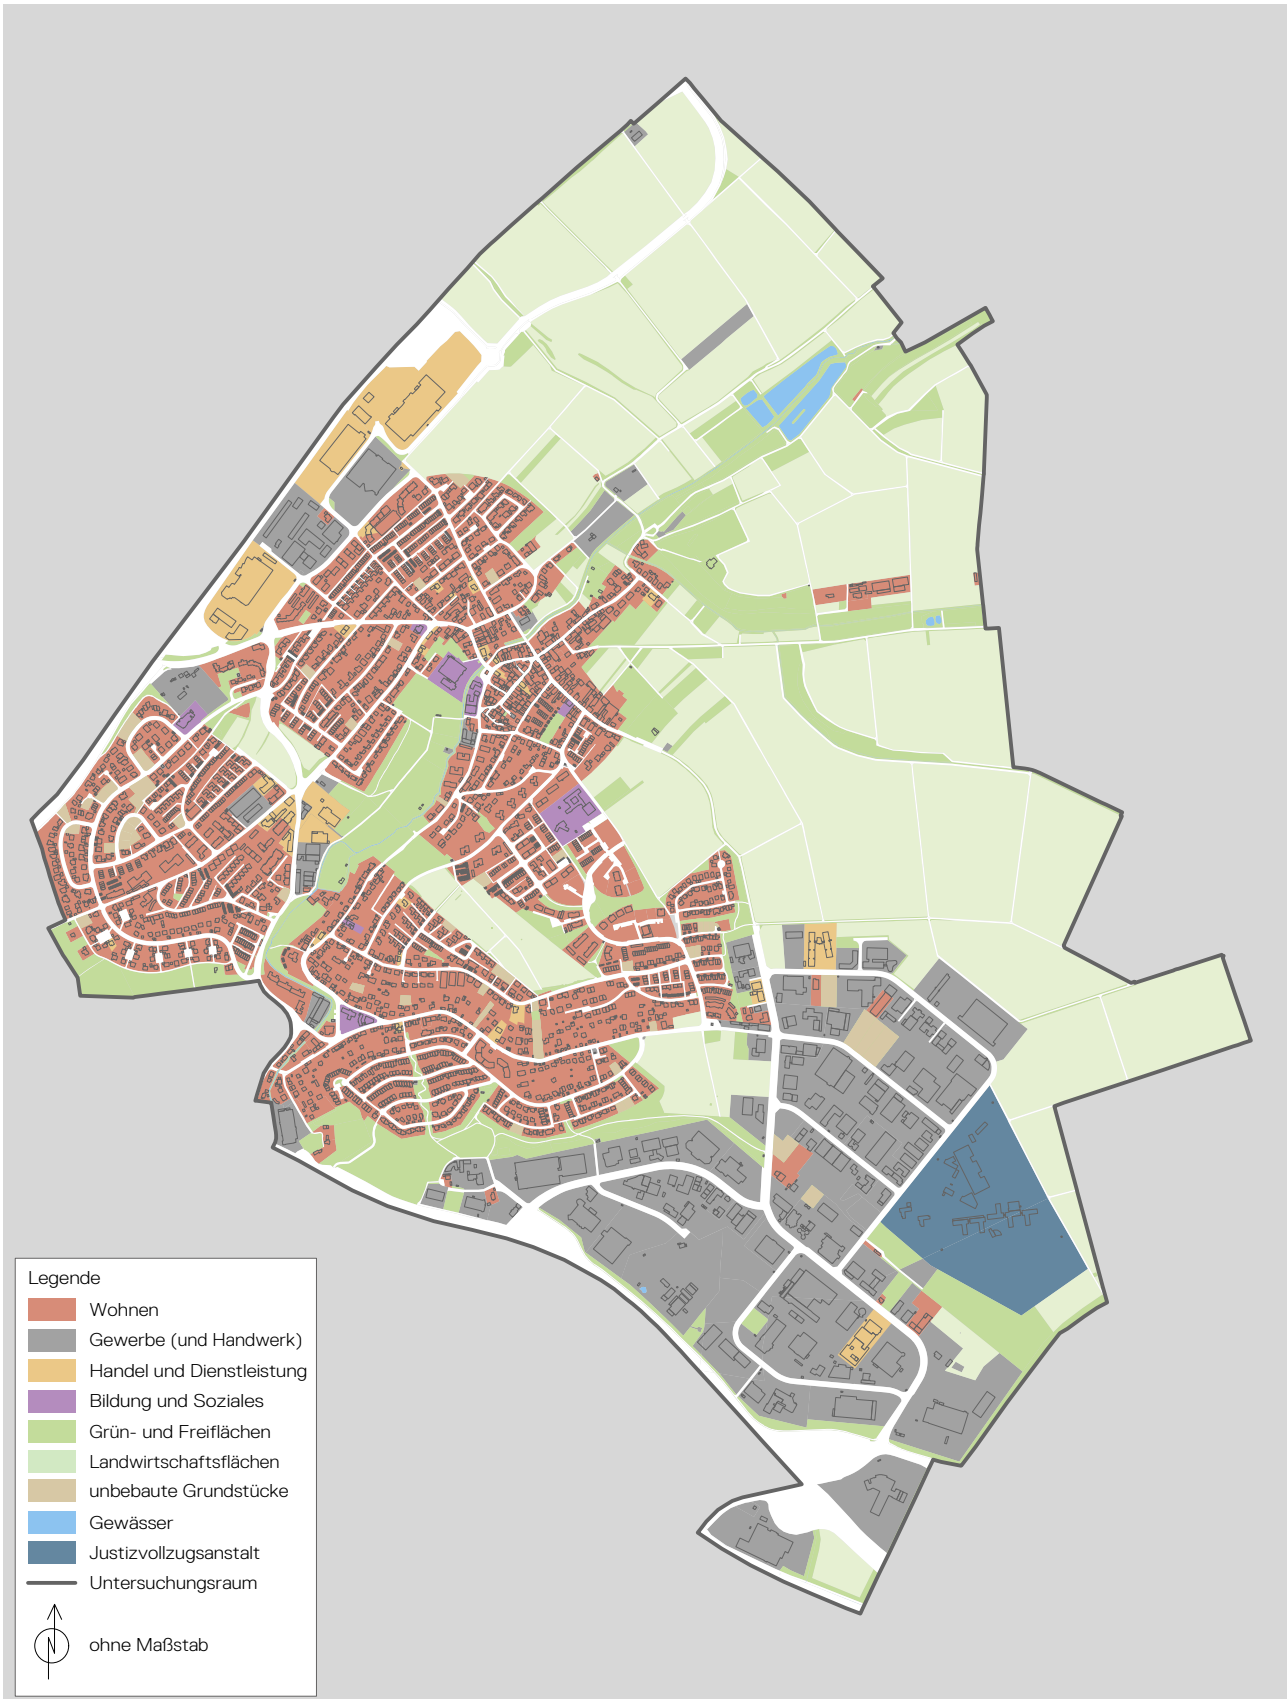 Legende
Wohnen
Gewerbe (und Handwerk)
Handel und Dienstleistung
Bildung und Soziales
Grün- und Freiflächen
Landwirtschaftsflächen
unbebaute Grundstücke
Gewässer
Justizvollzugsanstalt
Untersuchungsraum
N
ohne Maßstab